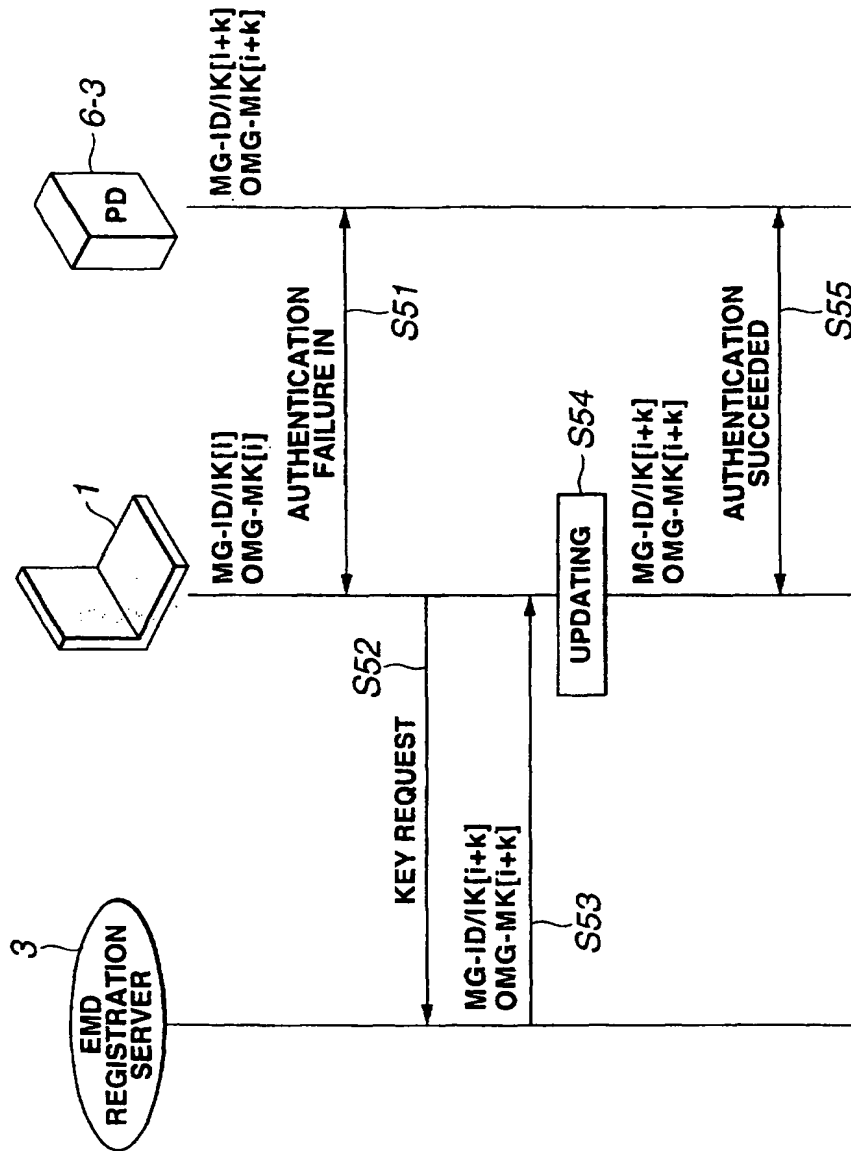 3
EMD
REGISTRATION
SERVER
1
MG-ID/IK[i]
OMG-MK[i]
6-3
PD
MG-ID/IK[i+k]
OMG-MK[i+k]
AUTHENTICATION
FAILURE IN
S51
S52
KEY REQUEST
MG-ID/IK[i+k]
OMG-MK[i+k]
S53
UPDATING
S54
MG-ID/IK[i+k]
OMG-MK[i+k]
AUTHENTICATION
SUCCEEDED
S55